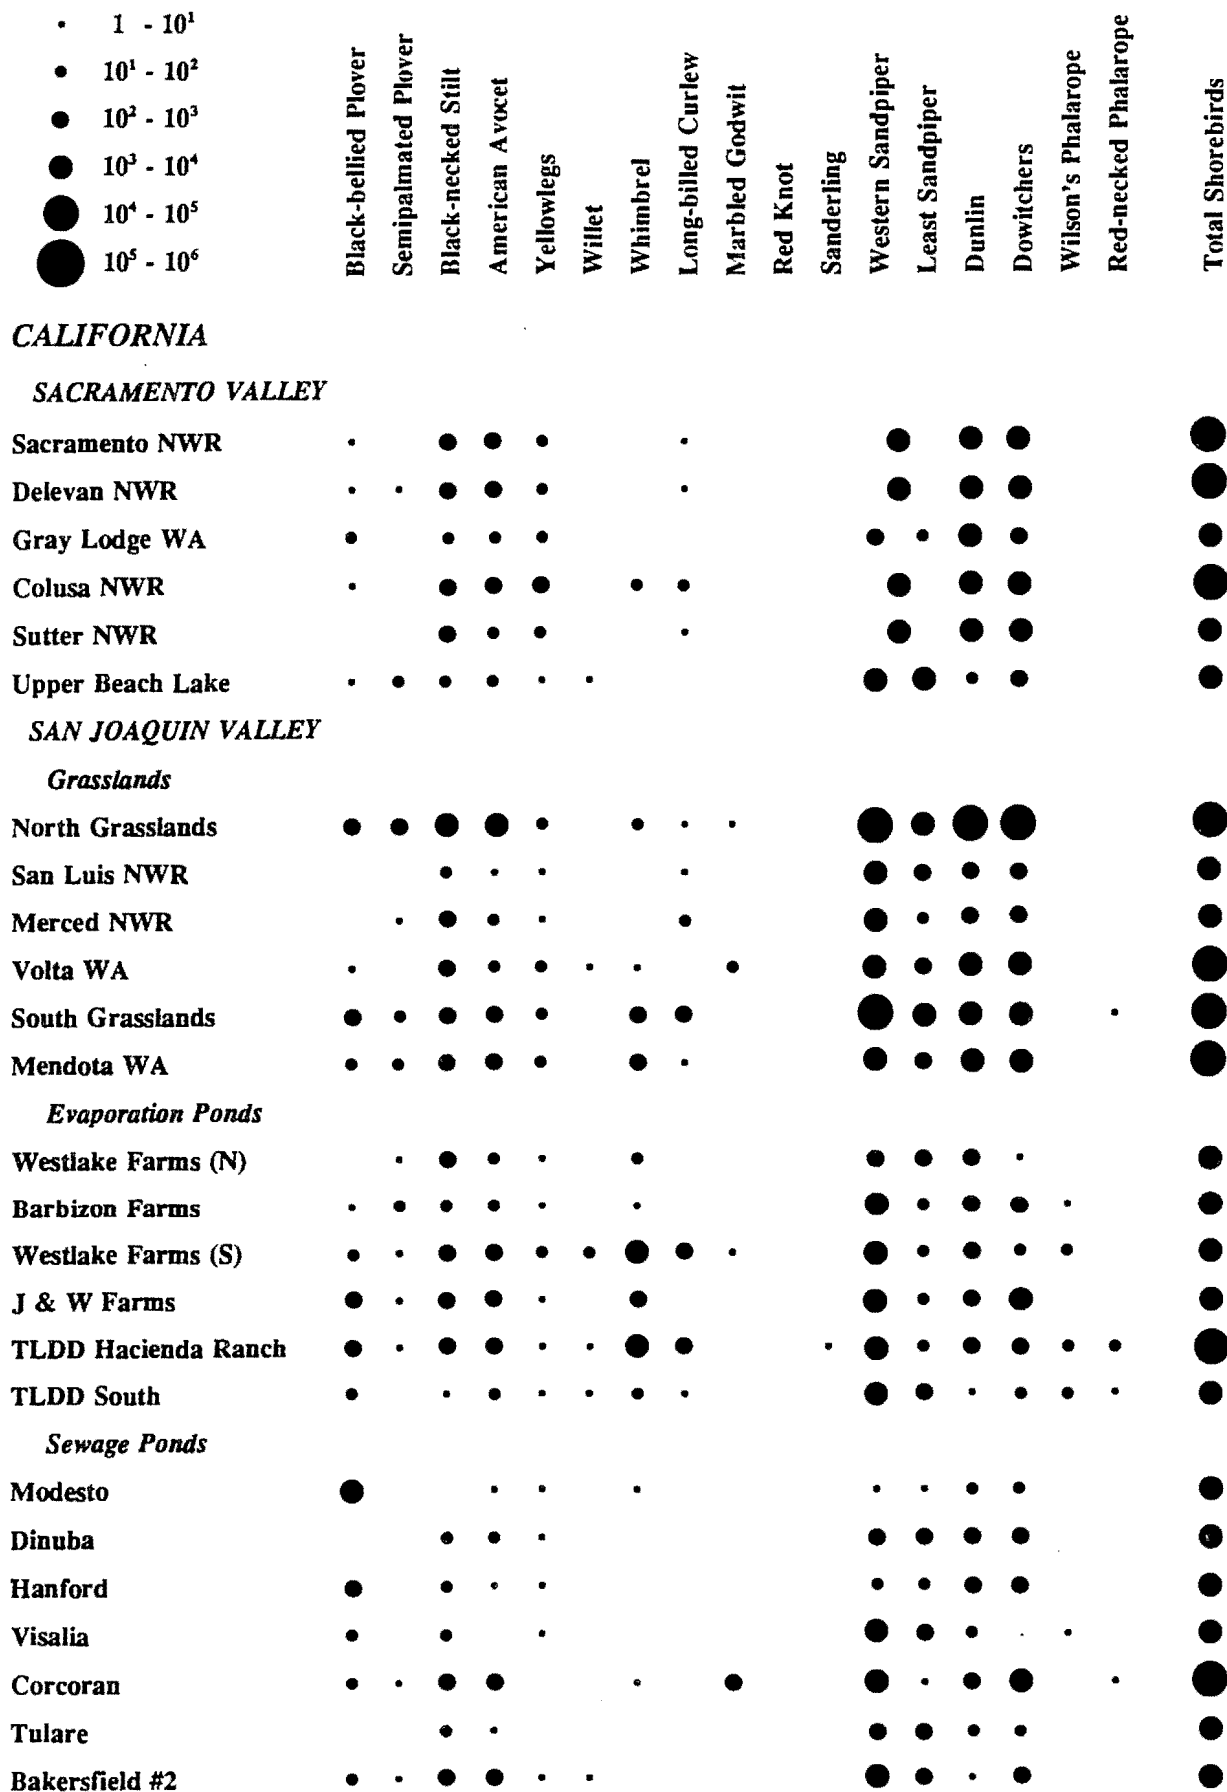 1 - 10¹
10¹ - 10²
10² - 10³
10³ - 10⁴
10⁴ - 10⁵
10⁵ - 10⁶
Black-bellied Plover
Semipalmated Plover
Black-necked Stilt
American Avocet
Yellowlegs
Willet
Whimbrel
Long-billed Curlew
Marbled Godwit
Red Knot
Sanderling
Western Sandpiper
Least Sandpiper
Dunlin
Dowitchers
Wilson's Phalarope
Red-necked Phalarope
Total Shorebirds
CALIFORNIA
SACRAMENTO VALLEY
Sacramento NWR
Delevan NWR
Gray Lodge WA
Colusa NWR
Sutter NWR
Upper Beach Lake
SAN JOAQUIN VALLEY
Grasslands
North Grasslands
San Luis NWR
Merced NWR
Volta WA
South Grasslands
Mendota WA
Evaporation Ponds
Westlake Farms (N)
Barbizon Farms
Westlake Farms (S)
J & W Farms
TLDD Hacienda Ranch
TLDD South
Sewage Ponds
Modesto
Dinuba
Hanford
Visalia
Corcoran
Tulare
Bakersfield #2